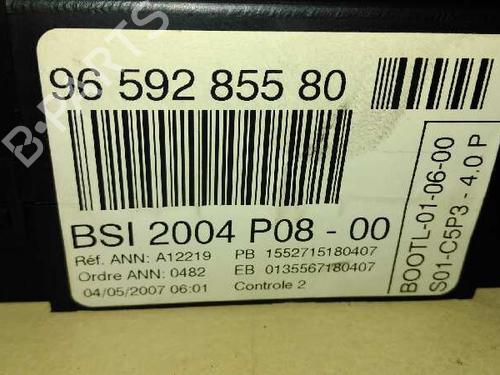 96 592 855 80
BSI 2004 P08 - 00
Réf. ANN: A12219 PB 1552715180407
Ordre ANN: 0482 EB 0135567180407
04/05/2007 06:01 Controle 2
BOOTL-01-06-00
S01-C5P3 - 4.0 P
B-PARTS